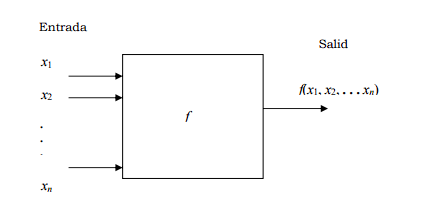 Entrada
Salid
x1
x2
.
.
.
xn
f
f(x1, x2, . . . xn)